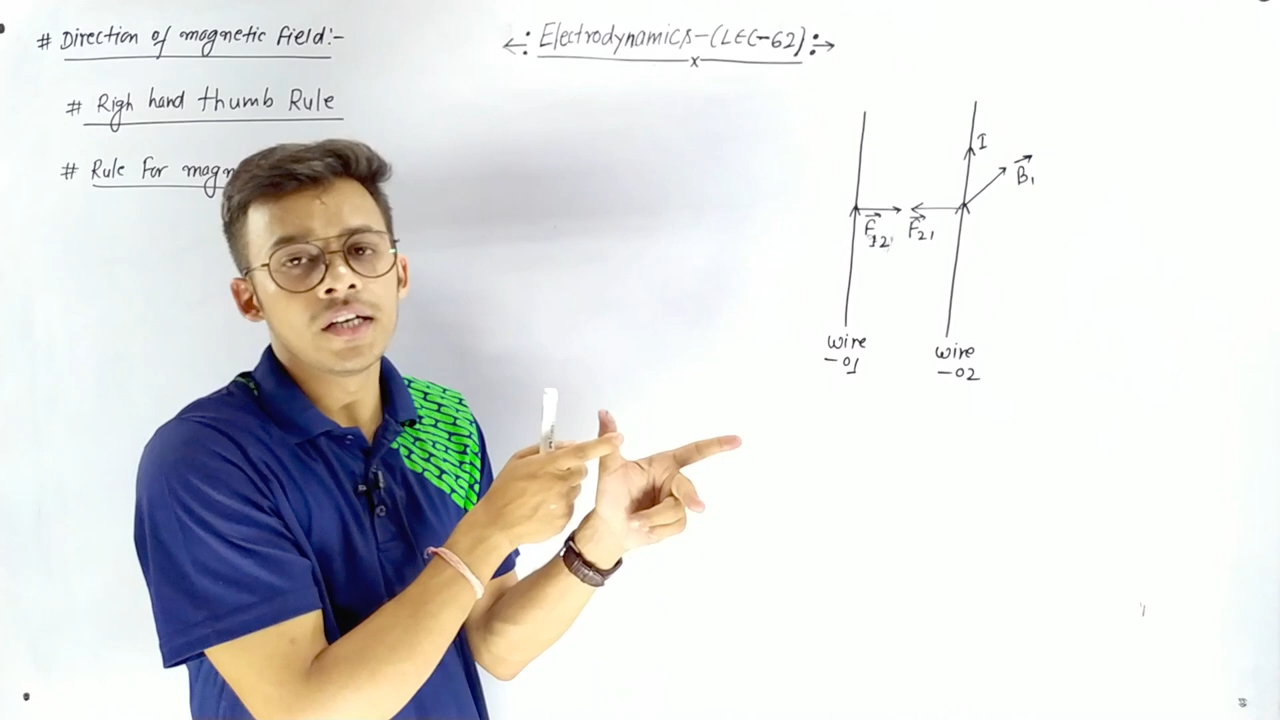 # Direction of magnetic field:-
÷ Electrodynamics-(LEC-62) ÷
x
# Righ hand thumb Rule
# Rule for magn
I
B₁
F₁₂
F₂₁
wire
-01
wire
-02